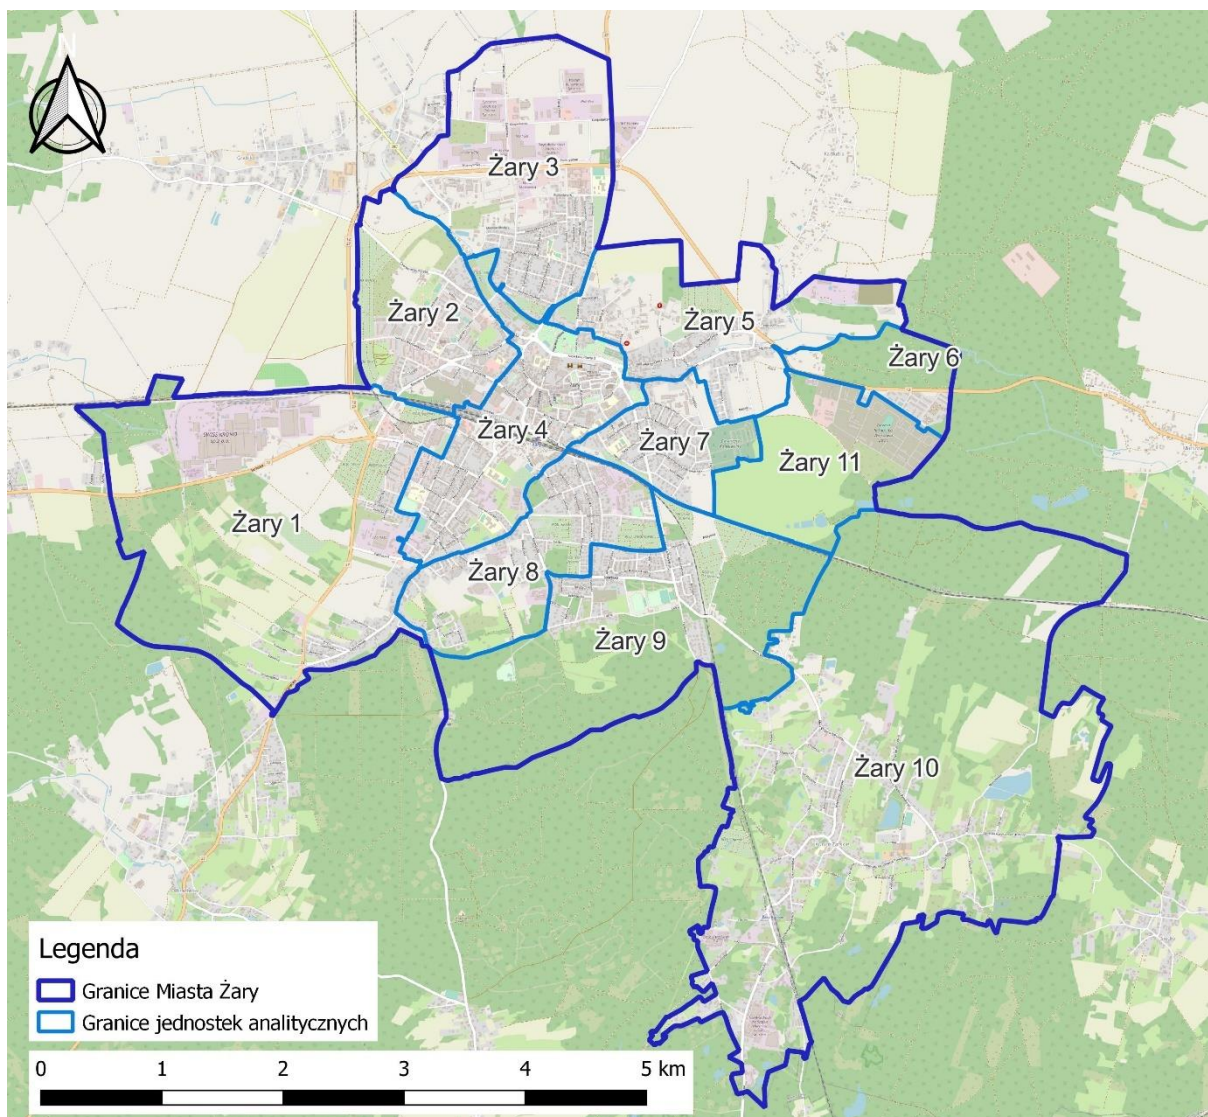 N
Żary 3
Żary 2
Żary 5
Żary 6
Żary 4
Żary 7
Żary 11
Żary 1
Żary 8
Żary 9
Żary 10
Legenda
Granice Miasta Żary
Granice jednostek analitycznych
0 1 2 3 4 5 km